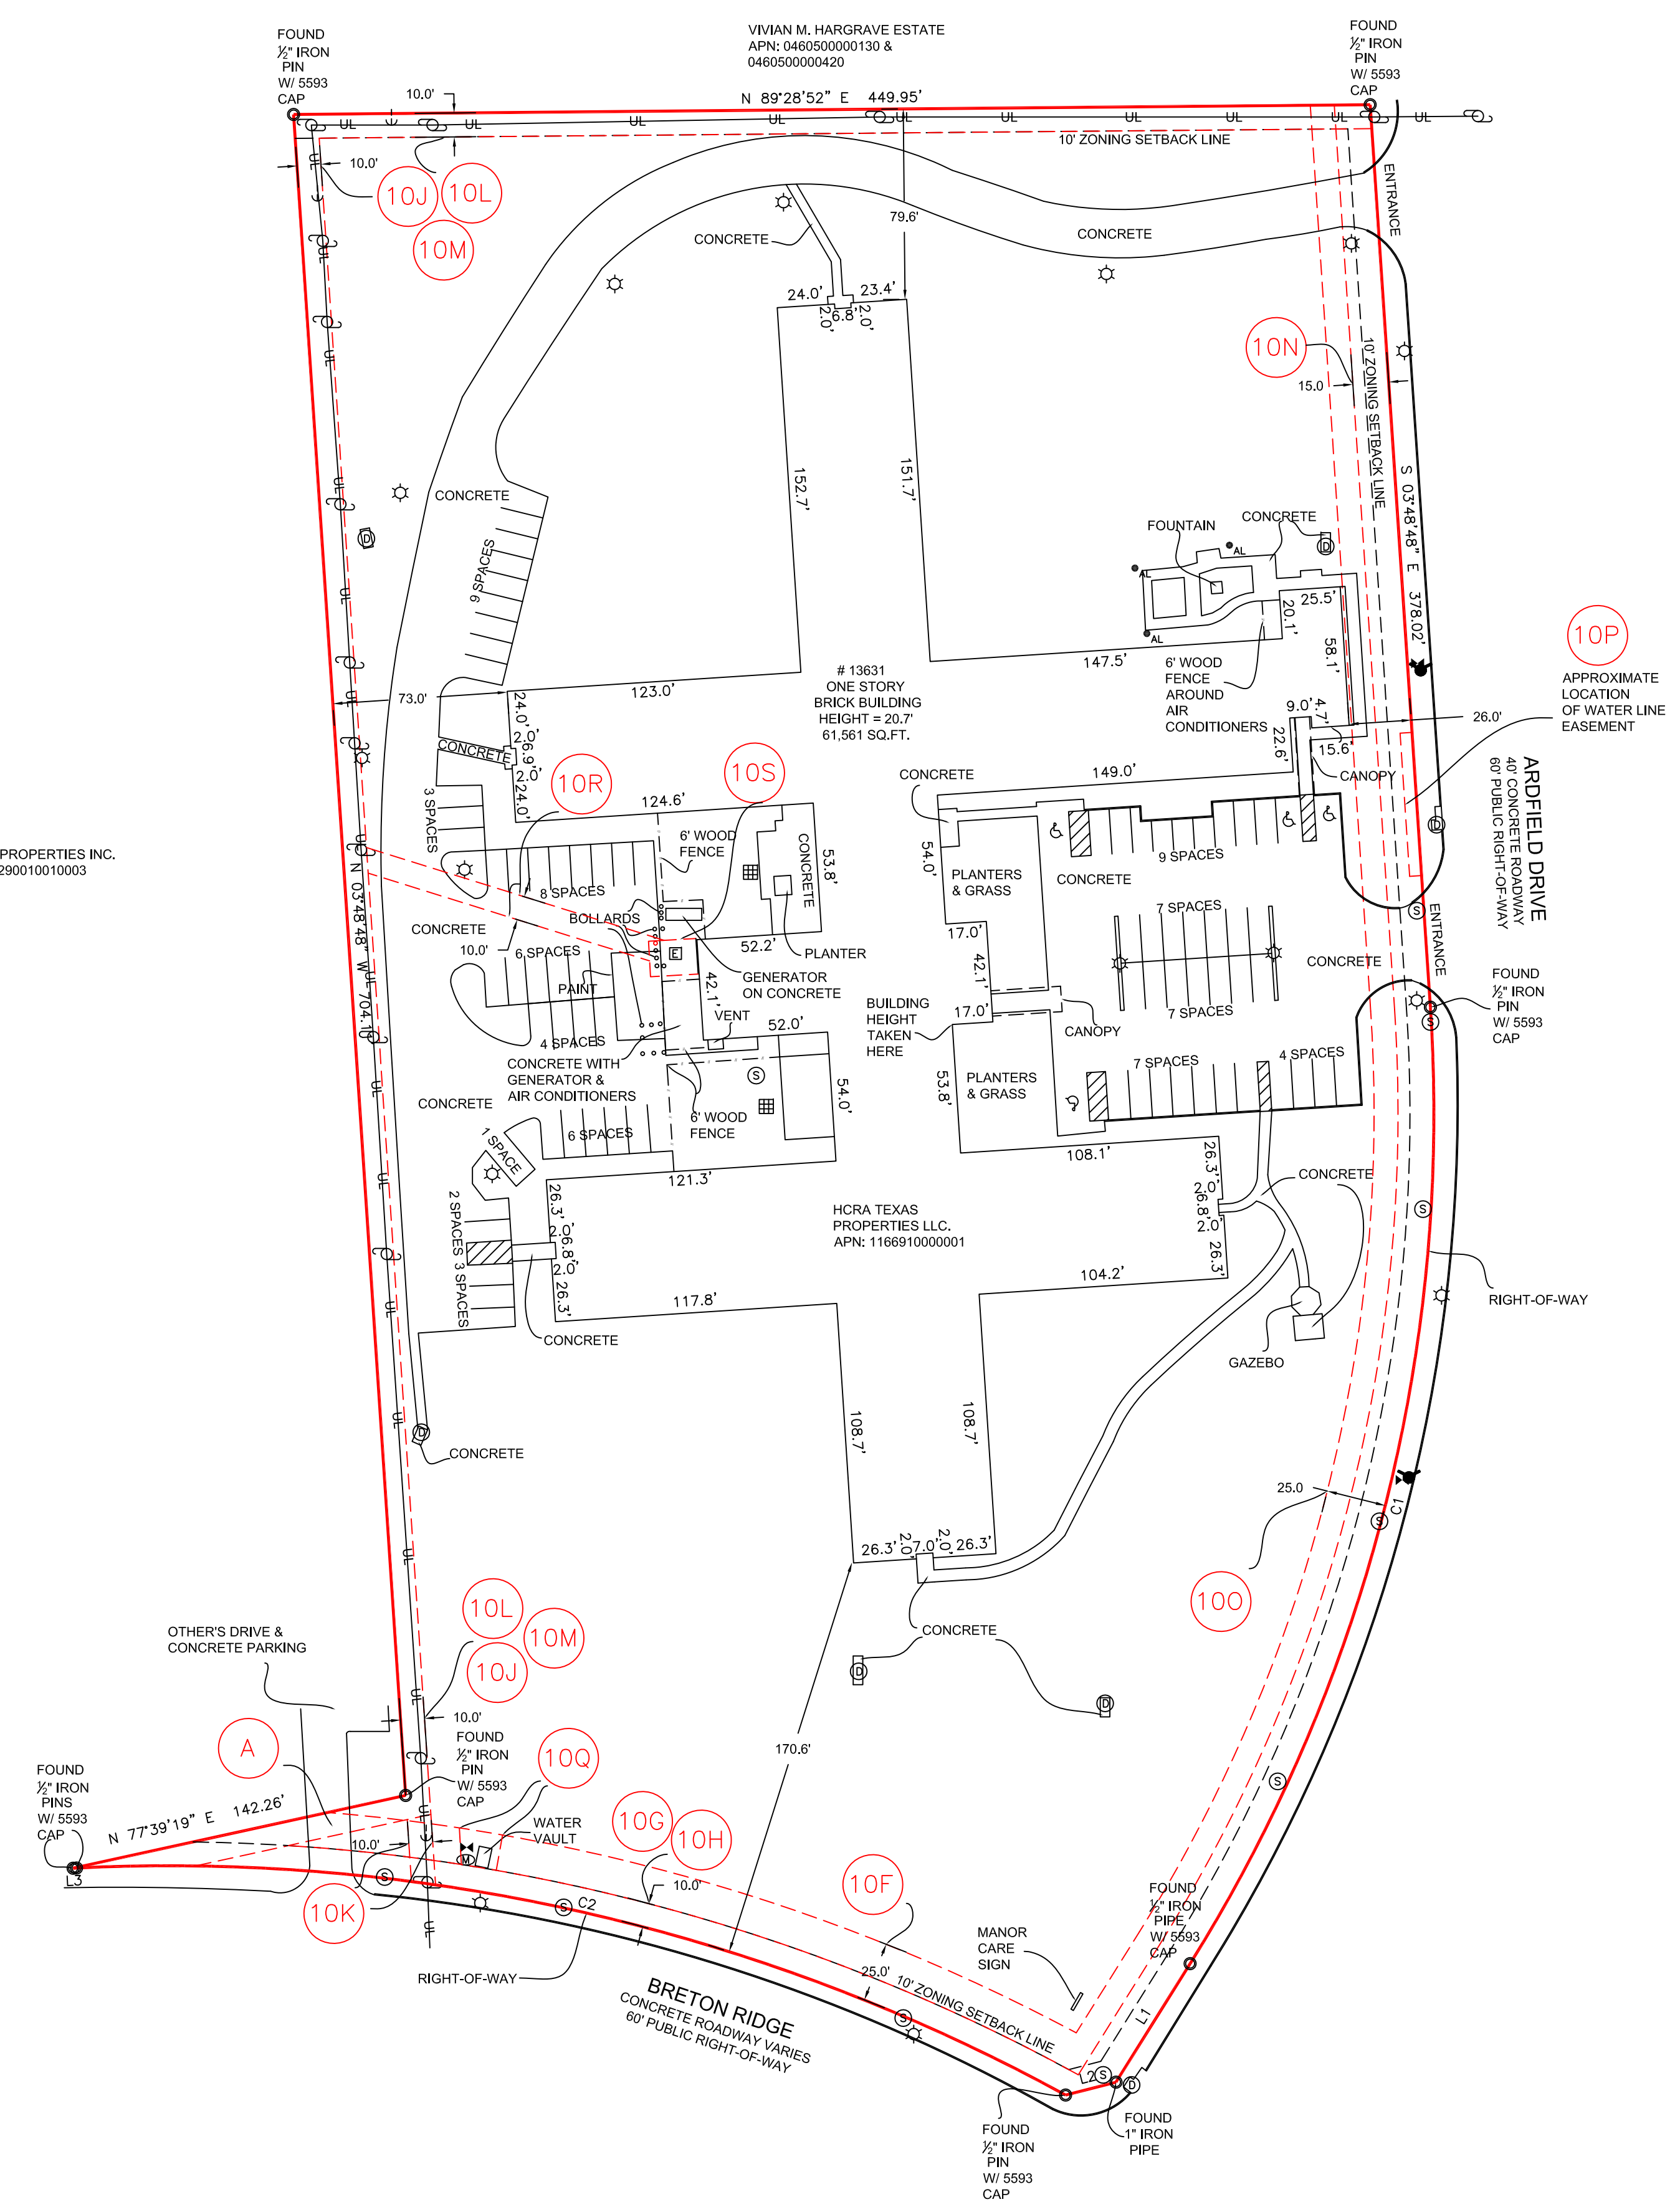 VIVIAN M. HARGRAVE ESTATE
APN: 0460500000130 &
0460500000420
FOUND
½" IRON
PIN
W/ 5593
CAP
FOUND
½" IRON
PIN
W/ 5593
CAP
10.0'
N 89°28'52" E 449.95'
UL UL UL UL UL UL UL UL UL UL
10' ZONING SETBACK LINE
10.0'
10J
10L
10M
ENTRANCE
79.6'
CONCRETE
CONCRETE
24.0'
23.4'
2.0'
6.8'
2.0'
10N
15.0
10' ZONING SETBACK LINE
S 03°48'48" E 378.02'
152.7'
151.7'
CONCRETE
9 SPACES
D
FOUNTAIN
CONCRETE
AL
AL
AL
D
25.5'
20.1'
58.1'
147.5'
6' WOOD
FENCE
AROUND
AIR
CONDITIONERS
10P
APPROXIMATE
LOCATION
OF WATER LINE
EASEMENT
# 13631
ONE STORY
BRICK BUILDING
HEIGHT = 20.7'
61,561 SQ.FT.
123.0'
73.0'
24.0'
2.0'
6.9'
2.0'
24.0'
CONCRETE
9.0'
4.7'
22.6'
15.6'
26.0'
CANOPY
149.0'
CONCRETE
10R
10S
124.6'
3 SPACES
6' WOOD
FENCE
CONCRETE
53.8'
8 SPACES
BOLLARDS
CONCRETE
10.0'
6 SPACES
PAINT
E
52.2'
PLANTER
GENERATOR
ON CONCRETE
42.1'
VENT
52.0'
4 SPACES
CONCRETE WITH
GENERATOR &
AIR CONDITIONERS
S
54.0'
6' WOOD
FENCE
CONCRETE
1 SPACE
6 SPACES
121.3'
PROPERTIES INC.
290010010003
N 03°48'48" W 704.10'
54.0'
PLANTERS
& GRASS
CONCRETE
9 SPACES
7 SPACES
17.0'
42.1'
17.0'
BUILDING
HEIGHT
TAKEN
HERE
CANOPY
CONCRETE
7 SPACES
7 SPACES
4 SPACES
53.8'
PLANTERS
& GRASS
108.1'
ARDFIELD DRIVE
40' CONCRETE ROADWAY
60' PUBLIC RIGHT-OF-WAY
D
S
ENTRANCE
FOUND
½" IRON
PIN
W/ 5593
CAP
S
26.3'
2.0'
6.8'
2.0'
26.3'
CONCRETE
S
RIGHT-OF-WAY
GAZEBO
104.2'
HCRA TEXAS
PROPERTIES LLC.
APN: 1166910000001
2 SPACES
3 SPACES
26.3'
2.0'
6.8'
2.0'
26.3'
117.8'
CONCRETE
D
CONCRETE
108.7'
108.7'
26.3'
2.0'
7.0'
2.0'
26.3'
25.0
C1
S
10O
CONCRETE
D
D
170.6'
S
10L
10M
10J
OTHER'S DRIVE &
CONCRETE PARKING
A
10.0'
FOUND
½" IRON
PIN
W/ 5593
CAP
10Q
FOUND
½" IRON
PINS
W/ 5593
CAP
N 77°39'19" E 142.26'
L3
10.0'
WATER
VAULT
M
10K
S
S
C2
10G
10H
10.0'
10F
RIGHT-OF-WAY
BRETON RIDGE
CONCRETE ROADWAY VARIES
60' PUBLIC RIGHT-OF-WAY
25.0'
10' ZONING SETBACK LINE
S
MANOR
CARE
SIGN
FOUND
½" IRON
PIPE
W/ 5593
CAP
L1
S
D
FOUND
½" IRON
PIN
W/ 5593
CAP
FOUND
1" IRON
PIPE